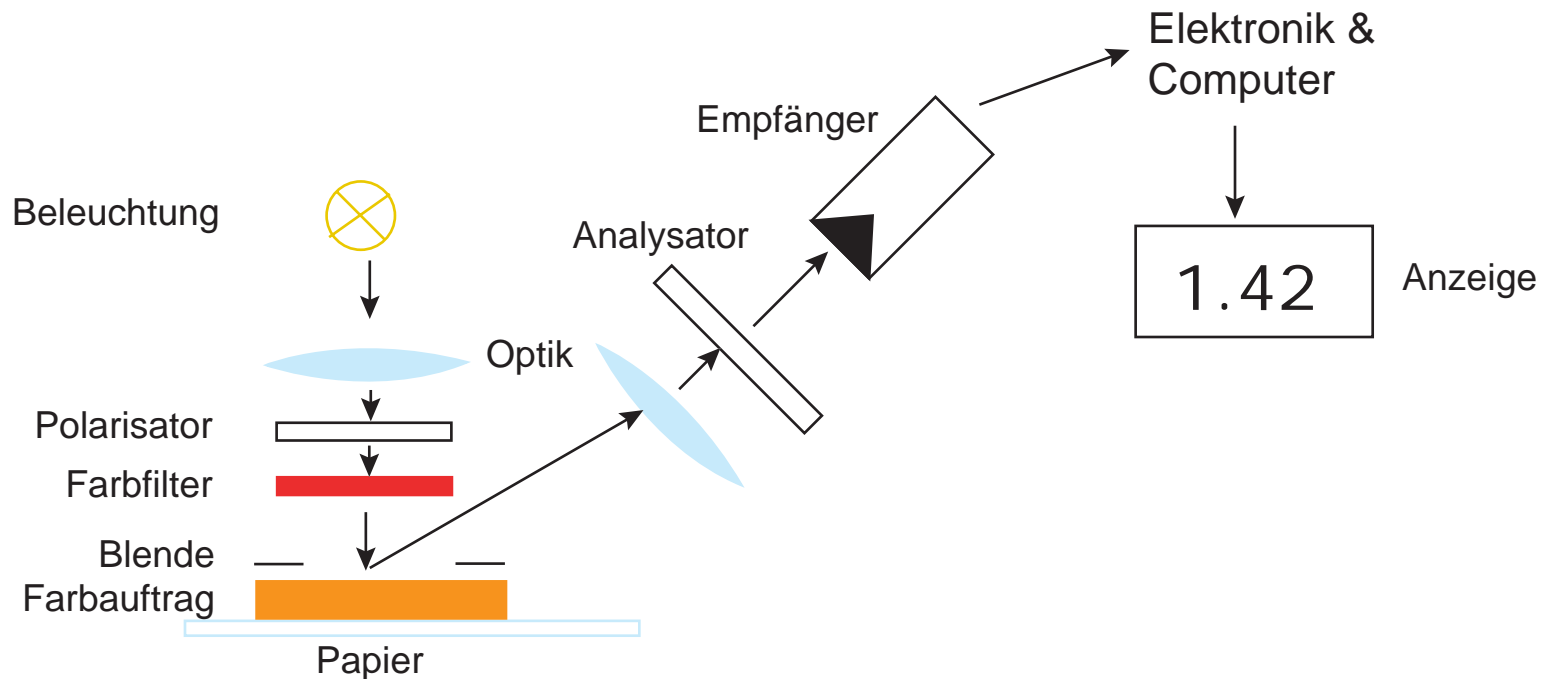 Elektronik &
Computer
Empfänger
Beleuchtung
Analysator
1.42
Anzeige
Optik
Polarisator
Farbfilter
Blende
Farbauftrag
Papier